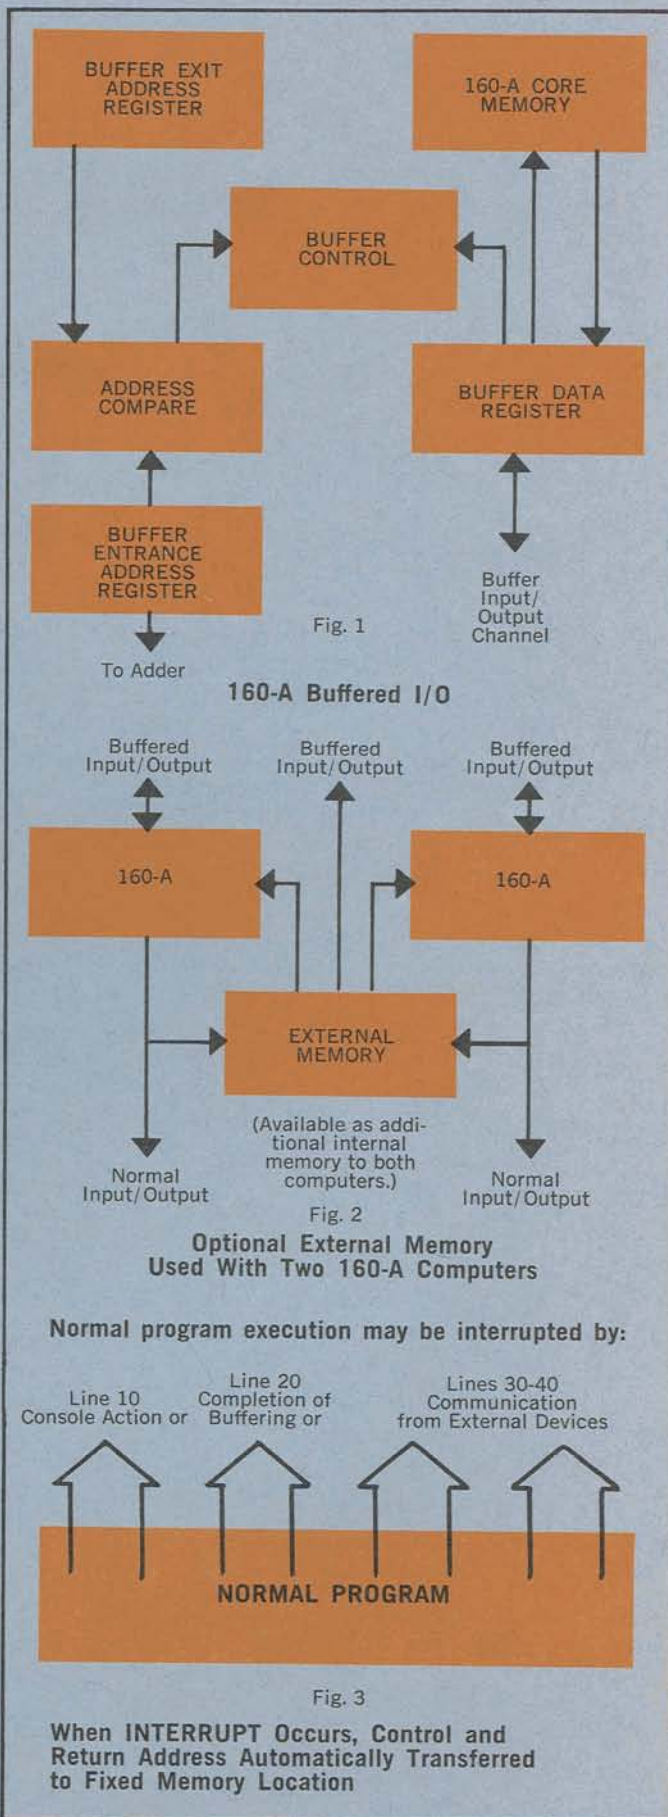 BUFFER EXIT
ADDRESS
REGISTER
160-A CORE
MEMORY
BUFFER
CONTROL
ADDRESS
COMPARE
BUFFER DATA
REGISTER
BUFFER
ENTRANCE
ADDRESS
REGISTER
Buffer
Input/
Output
Channel
Fig. 1
To Adder
160-A Buffered I/O
Buffered
Input/Output
Buffered
Input/Output
Buffered
Input/Output
160-A
160-A
EXTERNAL
MEMORY
(Available as addi-
tional internal
memory to both
computers.)
Normal
Input/Output
Normal
Input/Output
Fig. 2
Optional External Memory
Used With Two 160-A Computers
Normal program execution may be interrupted by:
Line 10
Console Action or
Line 20
Completion of
Buffering or
Lines 30-40
Communication
from External Devices
NORMAL PROGRAM
Fig. 3
When INTERRUPT Occurs, Control and
Return Address Automatically Transferred
to Fixed Memory Location